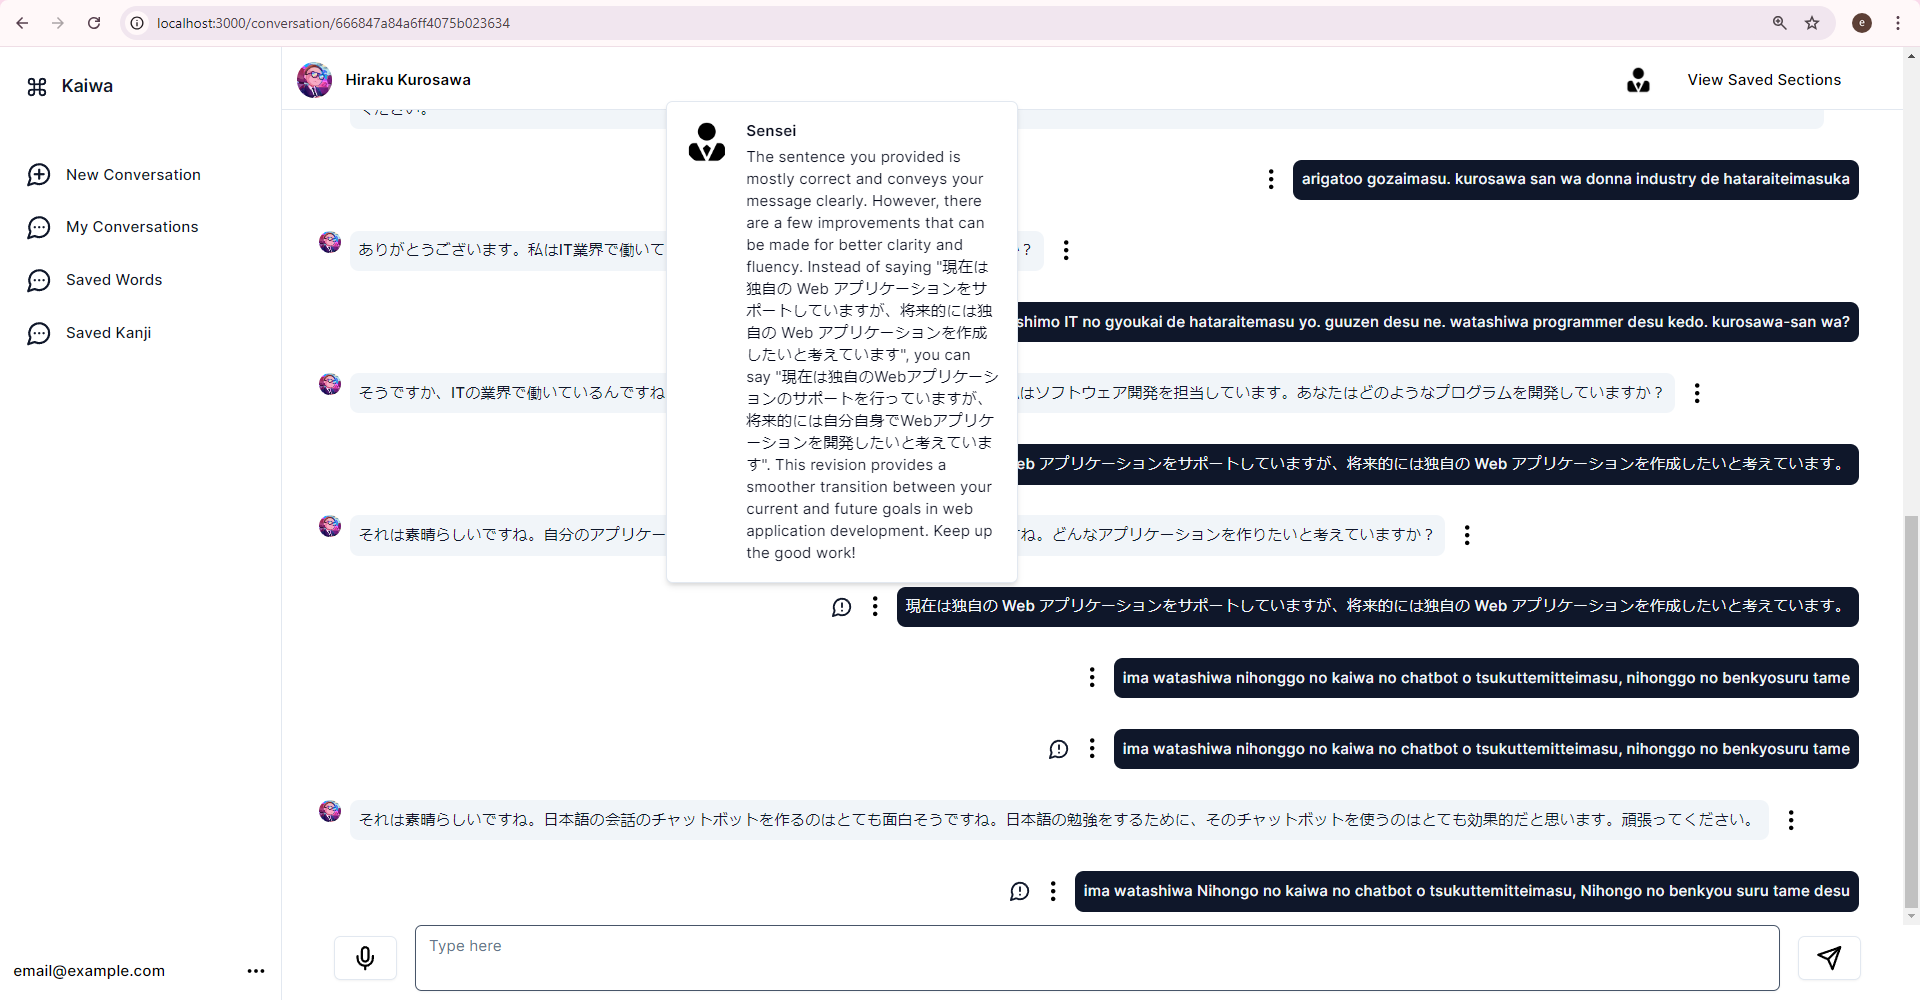 localhost:3000/conversation/666847a84a6ff4075b023634
e
Kaiwa
New Conversation
My Conversations
Saved Words
Saved Kanji
email@example.com
Hiraku Kurosawa
View Saved Sections
ください。
Sensei
The sentence you provided is
mostly correct and conveys your
message clearly. However, there
are a few improvements that can
be made for better clarity and
fluency. Instead of saying "現在は
独自の Web アプリケーションをサ
ポートしていますが、将来的には独
自の Web アプリケーションを作成
したいと考えています", you can
say "現在は独自のWebアプリケーシ
ョンのサポートを行っていますが、
将来的には自分自身でWebアプリケ
ーションを開発したいと考えていま
す". This revision provides a
smoother transition between your
current and future goals in web
application development. Keep up
the good work!
arigatoo gozaimasu. kurosawa san wa donna industry de hataraiteimasuka
ありがとうございます。私はIT業界で働いて
か？
shimo IT no gyoukai de hataraitemasu yo. guuzen desu ne. watashiwa programmer desu kedo. kurosawa-san wa?
そうですか、ITの業界で働いているんですね
はソフトウェア開発を担当しています。あなたはどのようなプログラムを開発していますか？
eb アプリケーションをサポートしていますが、将来的には独自の Web アプリケーションを作成したいと考えています。
それは素晴らしいですね。自分のアプリケー
ね。どんなアプリケーションを作りたいと考えていますか？
現在は独自の Web アプリケーションをサポートしていますが、将来的には独自の Web アプリケーションを作成したいと考えています。
ima watashiwa nihonggo no kaiwa no chatbot o tsukuttemitteimasu, nihonggo no benkyosuru tame
ima watashiwa nihonggo no kaiwa no chatbot o tsukuttemitteimasu, nihonggo no benkyosuru tame
それは素晴らしいですね。日本語の会話のチャットボットを作るのはとても面白そうですね。日本語の勉強をするために、そのチャットボットを使うのはとても効果的だと思います。頑張ってください。
ima watashiwa Nihongo no kaiwa no chatbot o tsukuttemitteimasu, Nihongo no benkyou suru tame desu
Type here